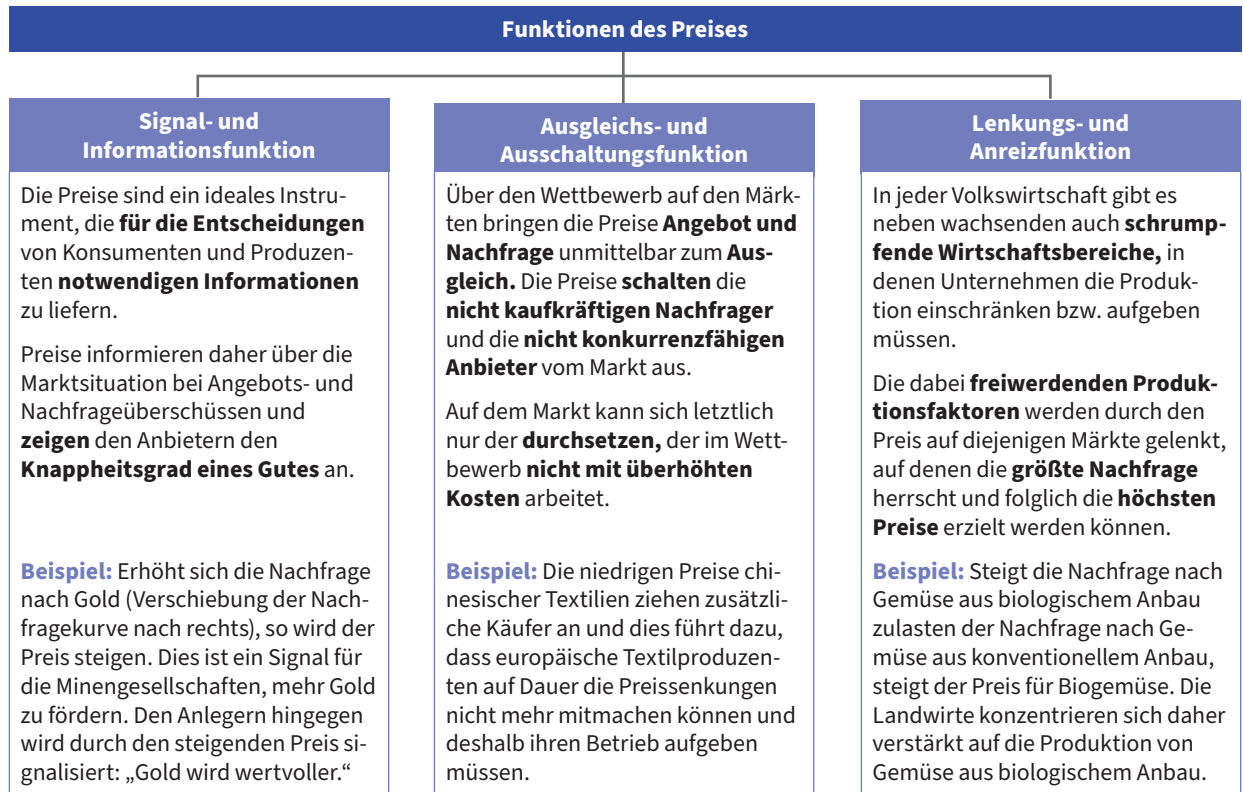 Funktionen des Preises
Signal- und
Informationsfunktion
Die Preise sind ein ideales Instru-
ment, die für die Entscheidungen
von Konsumenten und Produzen-
ten notwendigen Informationen
zu liefern.
Preise informieren daher über die
Marktsituation bei Angebots- und
Nachfrageüberschüssen und
zeigen den Anbietern den
Knappheitsgrad eines Gutes an.
Beispiel: Erhöht sich die Nachfrage
nach Gold (Verschiebung der Nach-
fragekurve nach rechts), so wird der
Preis steigen. Dies ist ein Signal für
die Minengesellschaften, mehr Gold
zu fördern. Den Anlegern hingegen
wird durch den steigenden Preis si-
gnalisiert: „Gold wird wertvoller.“
Ausgleichs- und
Ausschaltungsfunktion
Über den Wettbewerb auf den Märk-
ten bringen die Preise Angebot und
Nachfrage unmittelbar zum Aus-
gleich. Die Preise schalten die
nicht kaufkräftigen Nachfrager
und die nicht konkurrenzfähigen
Anbieter vom Markt aus.
Auf dem Markt kann sich letztlich
nur der durchsetzen, der im Wett-
bewerb nicht mit überhöhten
Kosten arbeitet.
Beispiel: Die niedrigen Preise chi-
nesischer Textilien ziehen zusätzli-
che Käufer an und dies führt dazu,
dass europäische Textilproduzen-
ten auf Dauer die Preissenkungen
nicht mehr mitmachen können und
deshalb ihren Betrieb aufgeben
müssen.
Lenkungs- und
Anreizfunktion
In jeder Volkswirtschaft gibt es
neben wachsenden auch schrump-
fende Wirtschaftsbereiche, in
denen Unternehmen die Produk-
tion einschränken bzw. aufgeben
müssen.
Die dabei freiwerdenden Produk-
tionsfaktoren werden durch den
Preis auf diejenigen Märkte gelenkt,
auf denen die größte Nachfrage
herrscht und folglich die höchsten
Preise erzielt werden können.
Beispiel: Steigt die Nachfrage nach
Gemüse aus biologischem Anbau
zulasten der Nachfrage nach Ge-
müse aus konventionellem Anbau,
steigt der Preis für Biogemüse. Die
Landwirte konzentrieren sich daher
verstärkt auf die Produktion von
Gemüse aus biologischem Anbau.